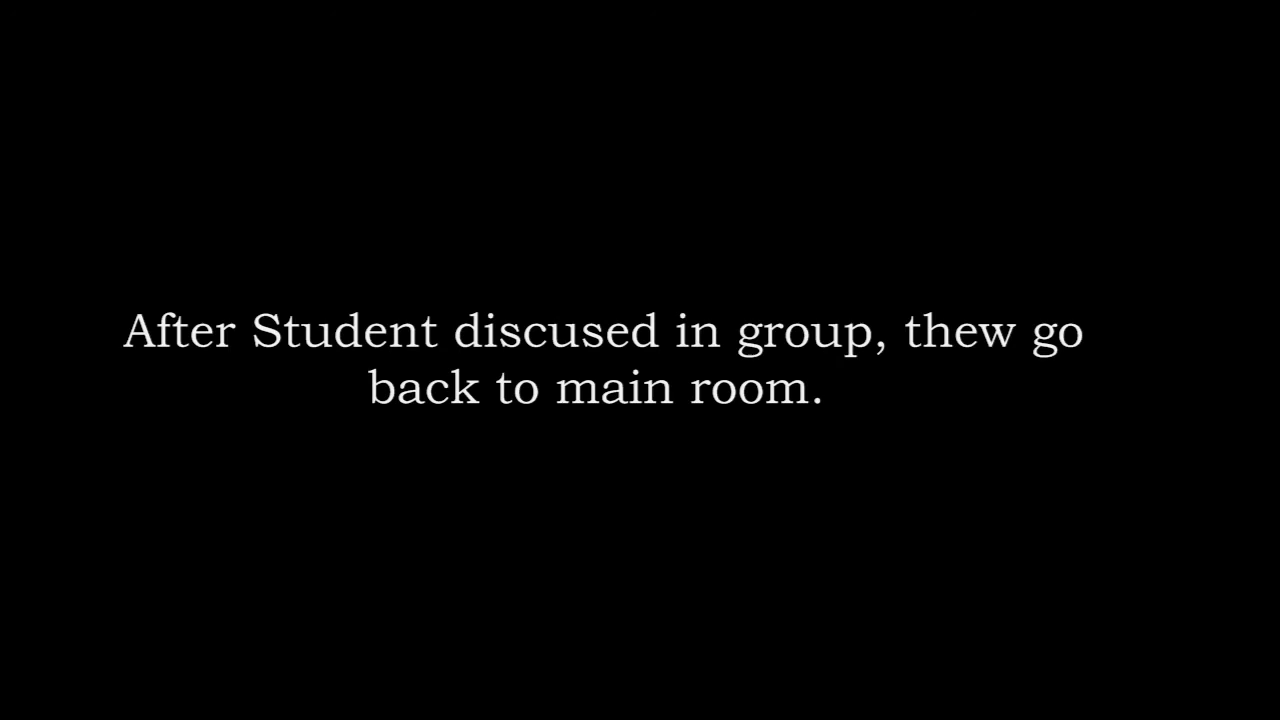 After Student discused in group, thew go
back to main room.